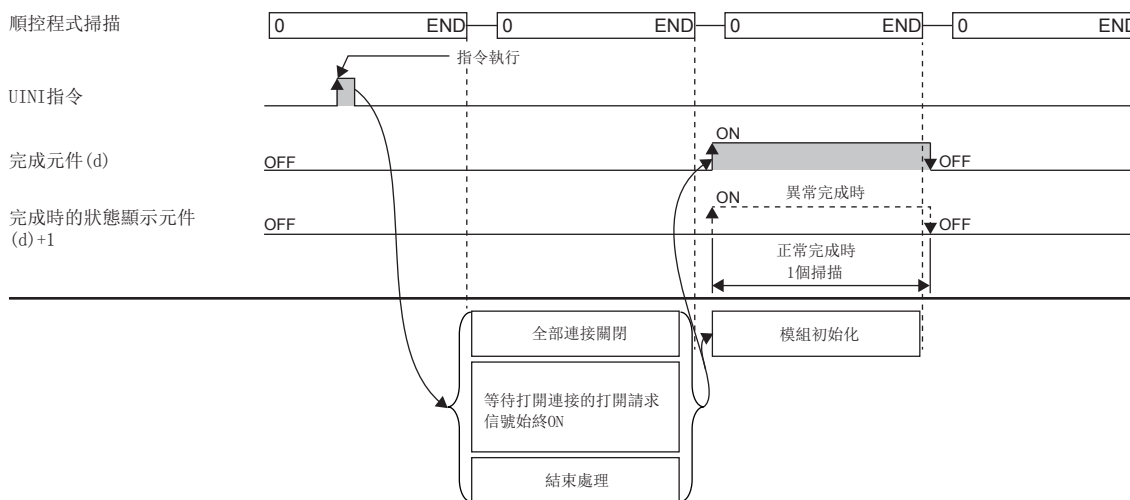 順控程式掃描
0 END
0 END
0 END
0 END
指令執行
UINI指令
完成元件(d)
OFF
ON
OFF
完成時的狀態顯示元件
(d)+1
OFF
ON
異常完成時
OFF
正常完成時
1個掃描
全部連接關閉
模組初始化
等待打開連接的打開請求
信號始終ON
結束處理